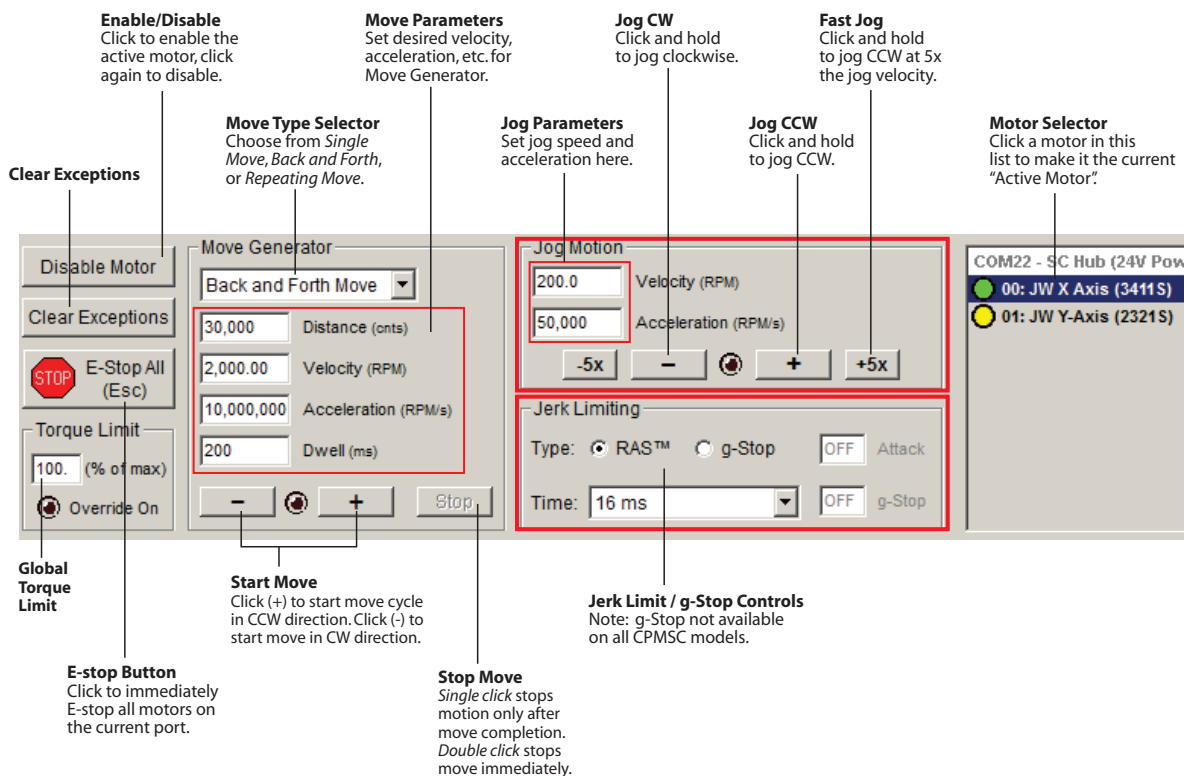 Enable/Disable
Click to enable the
active motor, click
again to disable.
Move Parameters
Set desired velocity,
acceleration, etc. for
Move Generator.
Jog CW
Click and hold
to jog clockwise.
Fast Jog
Click and hold
to jog CCW at 5x
the jog velocity.
Clear Exceptions
Move Type Selector
Choose from Single
Move, Back and Forth,
or Repeating Move.
Jog Parameters
Set jog speed and
acceleration here.
Jog CCW
Click and hold
to jog CCW.
Motor Selector
Click a motor in this
list to make it the current
“Active Motor”.
Disable Motor
Clear Exceptions
STOP
E-Stop All
(Esc)
Torque Limit
100. (% of max)
Override On
Move Generator
Back and Forth Move
30,000 Distance (cnts)
2,000.00 Velocity (RPM)
10,000,000 Acceleration (RPM/s)
200 Dwell (ms)
− + Stop
Jog Motion
200.0 Velocity (RPM)
50,000 Acceleration (RPM/s)
-5x − + +5x
Jerk Limiting
Type: RAS™ g-Stop OFF Attack
Time: 16 ms OFF g-Stop
COM22 - SC Hub (24V Pow
00: JW X Axis (3411S)
01: JW Y-Axis (2321S)
Global
Torque
Limit
Start Move
Click (+) to start move cycle
in CCW direction. Click (-) to
start move in CW direction.
Jerk Limit / g-Stop Controls
Note: g-Stop not available
on all CPMSC models.
E-stop Button
Click to immediately
E-stop all motors on
the current port.
Stop Move
Single click stops
motion only after
move completion.
Double click stops
move immediately.